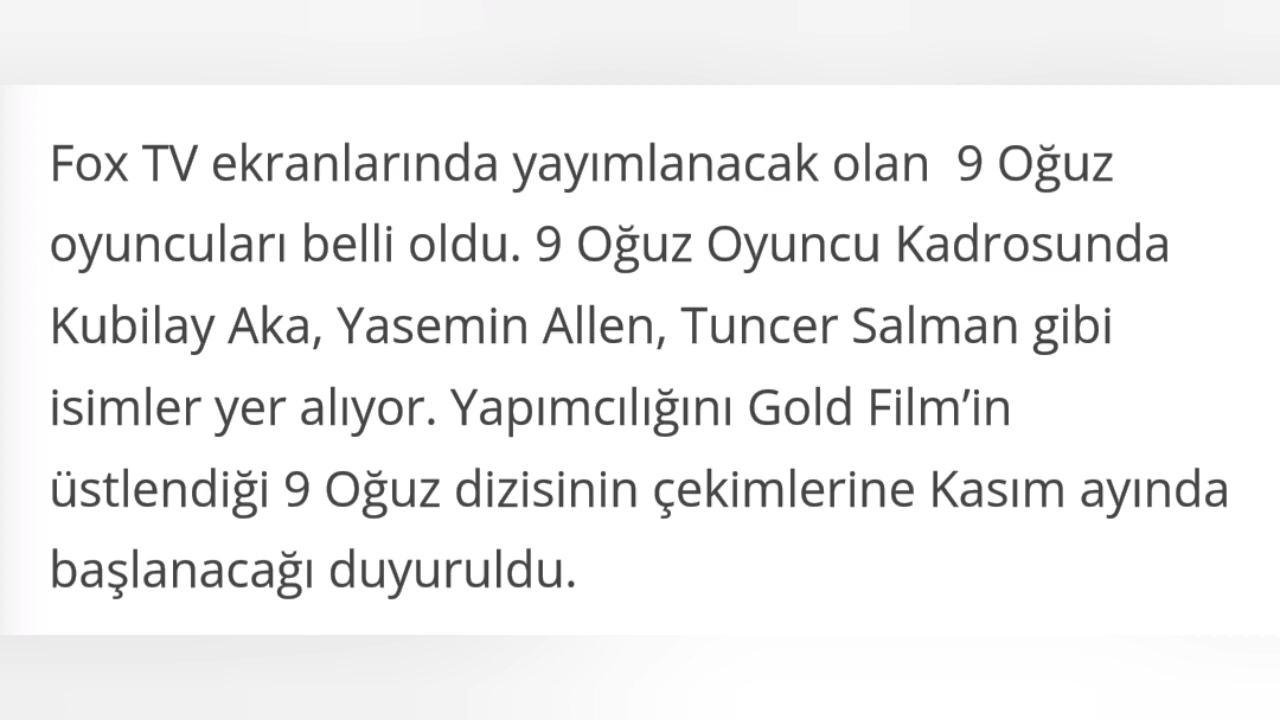 Fox TV ekranlarında yayımlanacak olan  9 Oğuz
oyuncuları belli oldu. 9 Oğuz Oyuncu Kadrosunda
Kubilay Aka, Yasemin Allen, Tuncer Salman gibi
isimler yer alıyor. Yapımcılığını Gold Film’in
üstlendiği 9 Oğuz dizisinin çekimlerine Kasım ayında
başlanacağı duyuruldu.